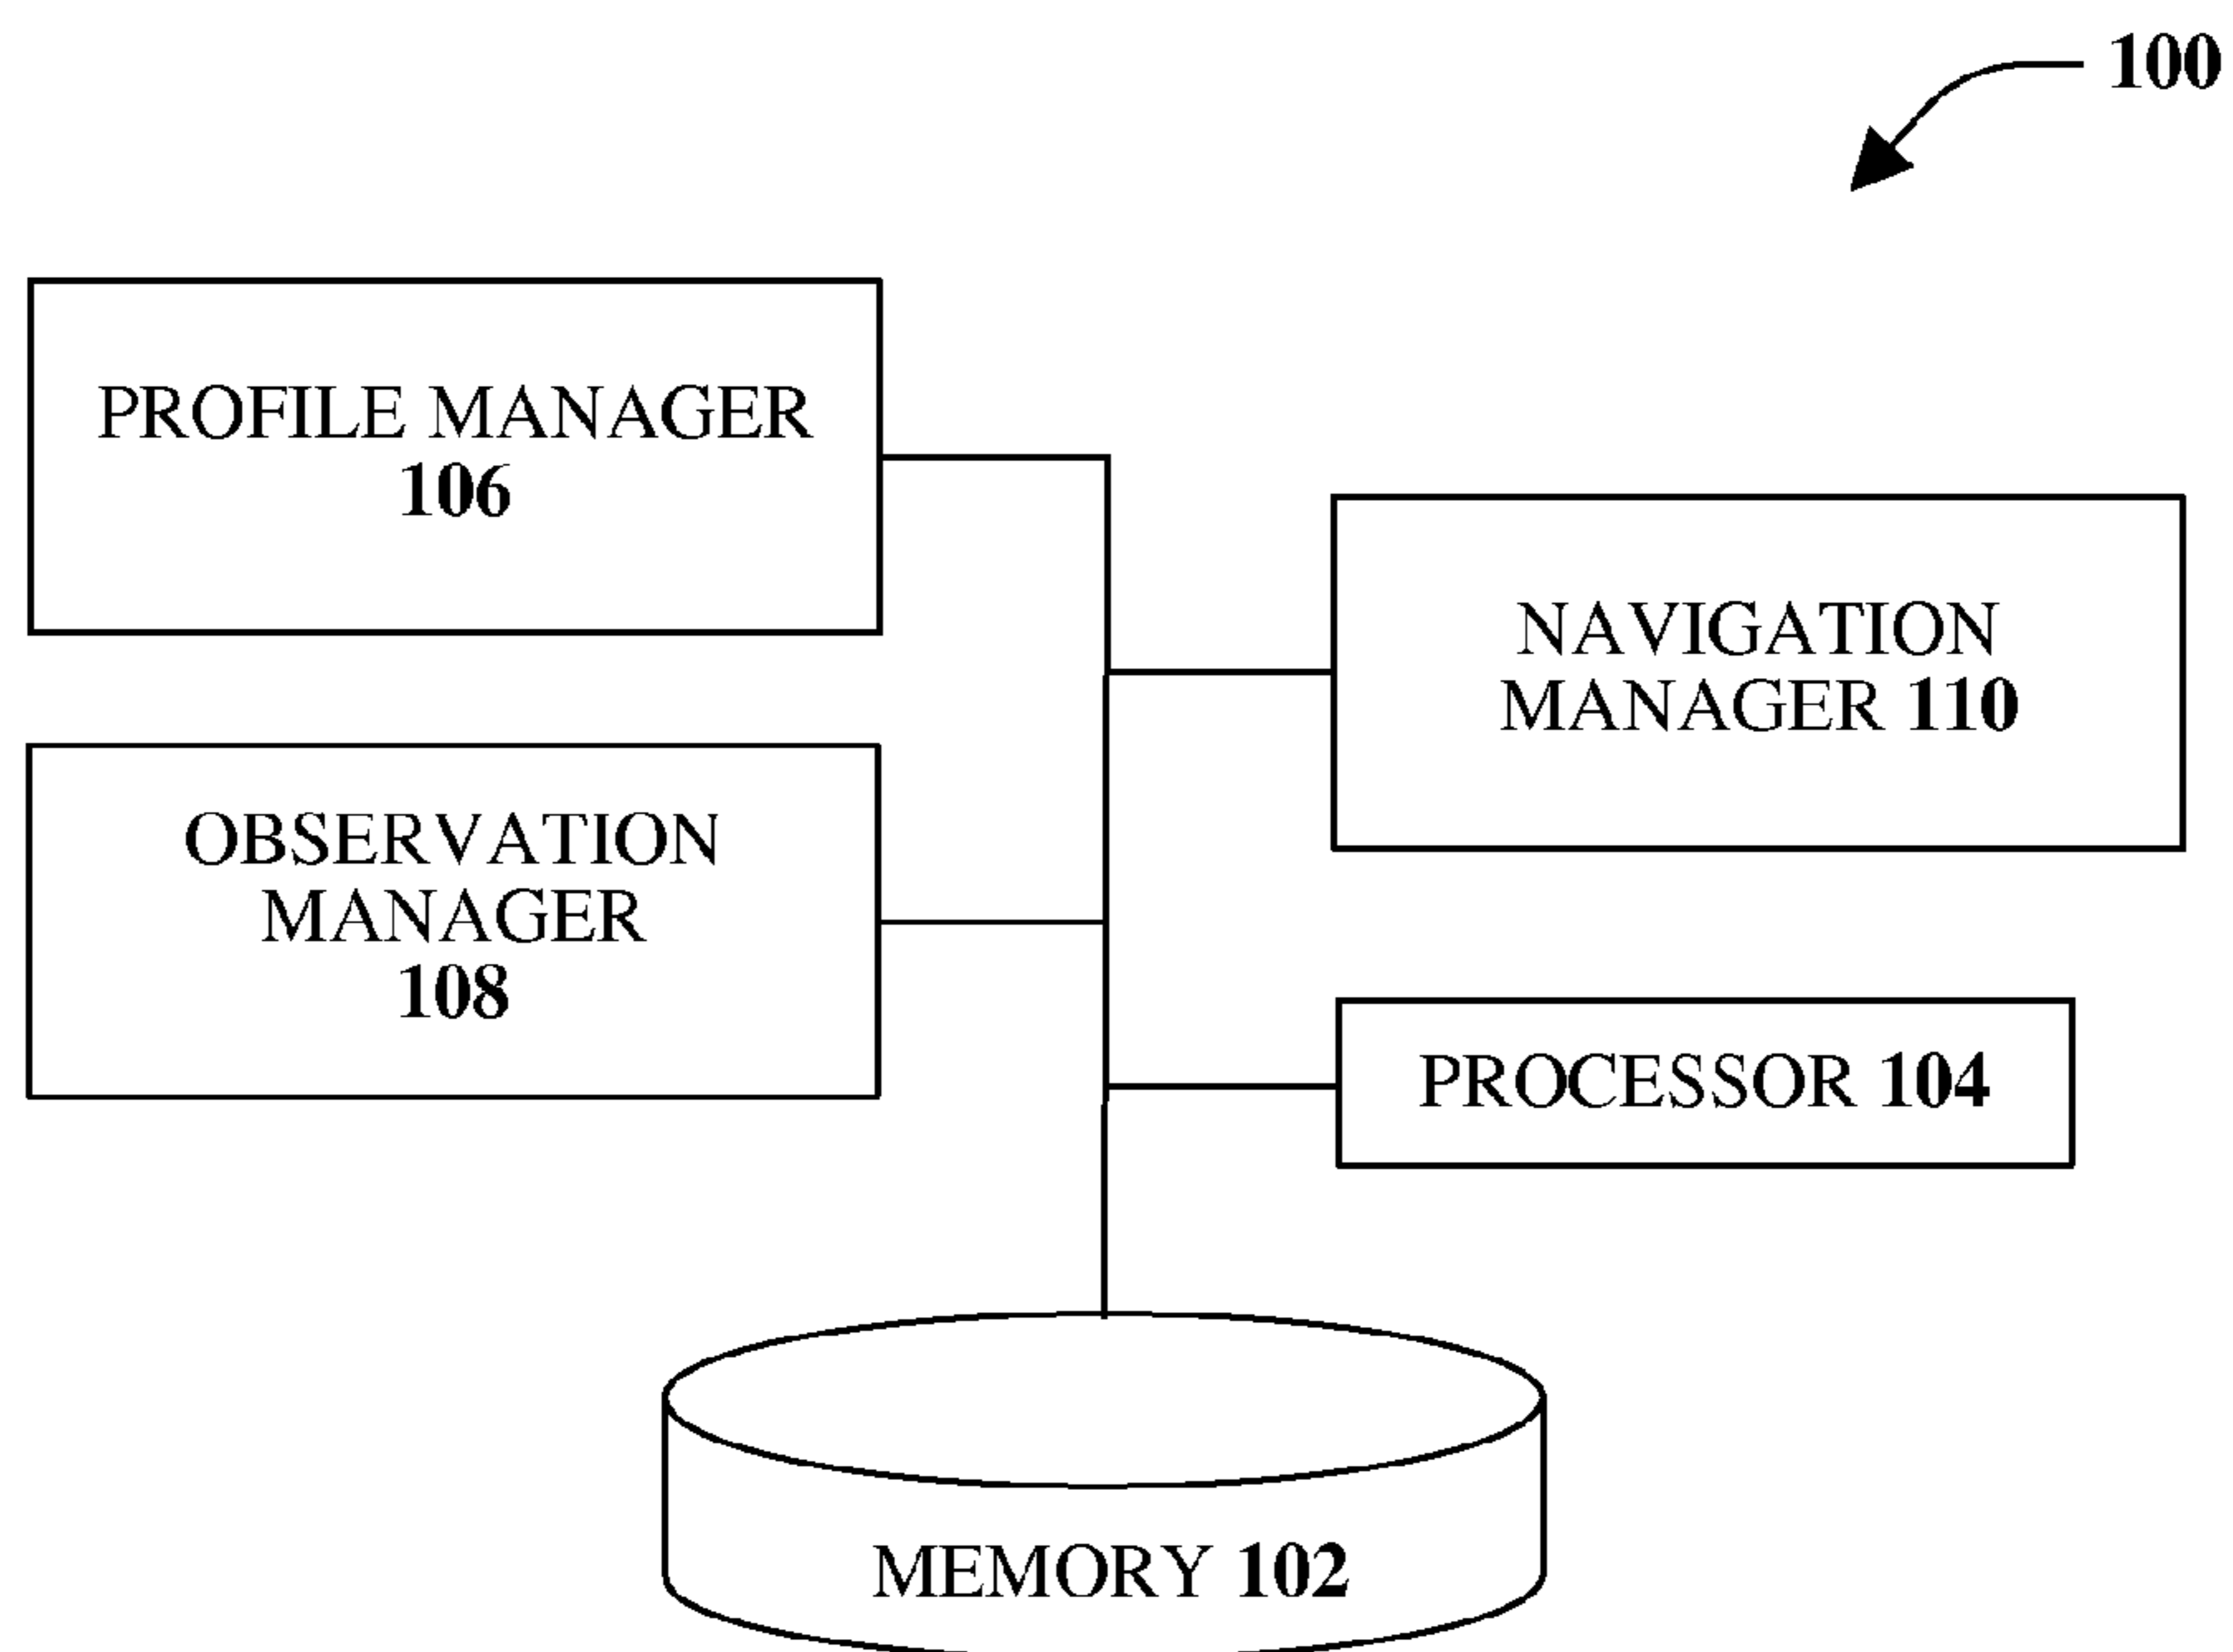 100
PROFILE MANAGER
106
NAVIGATION
MANAGER 110
OBSERVATION
MANAGER
108
PROCESSOR 104
MEMORY 102